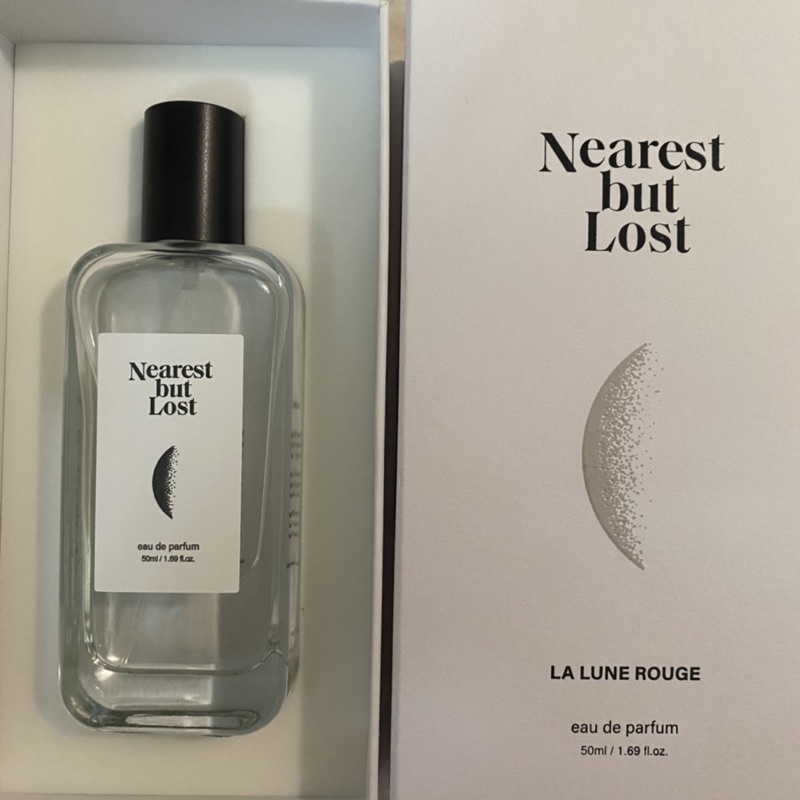 Nearest
but
Lost
eau de parfum
50ml / 1.69 fl.oz.
Nearest
but
Lost
LA LUNE ROUGE
eau de parfum
50ml / 1.69 fl.oz.